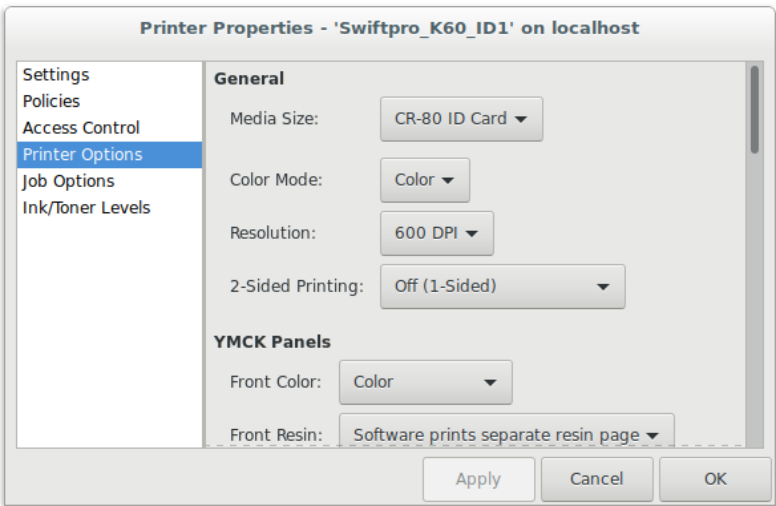 Printer Properties - 'Swiftpro_K60_ID1' on localhost
Settings
Policies
Access Control
Printer Options
Job Options
Ink/Toner Levels
General
Media Size: CR-80 ID Card
Color Mode: Color
Resolution: 600 DPI
2-Sided Printing: Off (1-Sided)
YMCK Panels
Front Color: Color
Front Resin: Software prints separate resin page
Apply Cancel OK